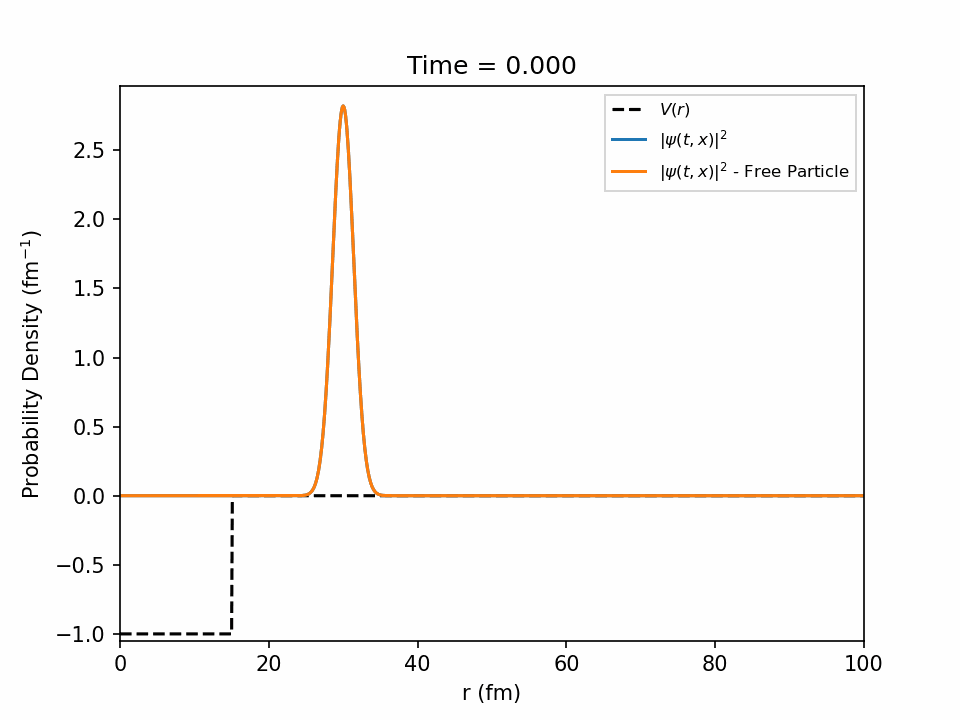 Time = 0.000
V(r)
|ψ(t, x)|²
|ψ(t, x)|² - Free Particle
Probability Density (fm⁻¹)
2.5
2.0
1.5
1.0
0.5
0.0
−0.5
−1.0
0 20 40 60 80 100
r (fm)